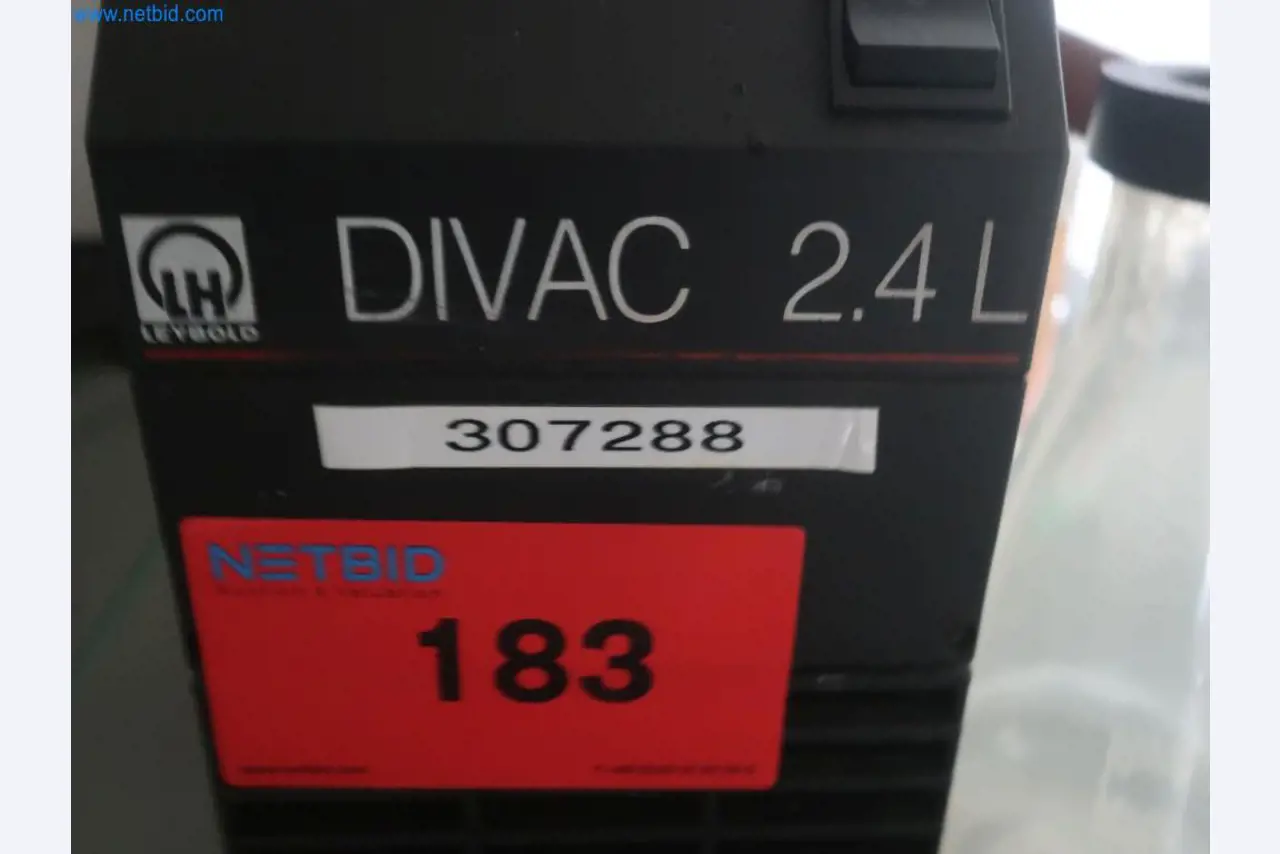 www.netbid.com
LH
LEYBOLD
DIVAC 2.4 L
307288
NETBID
183